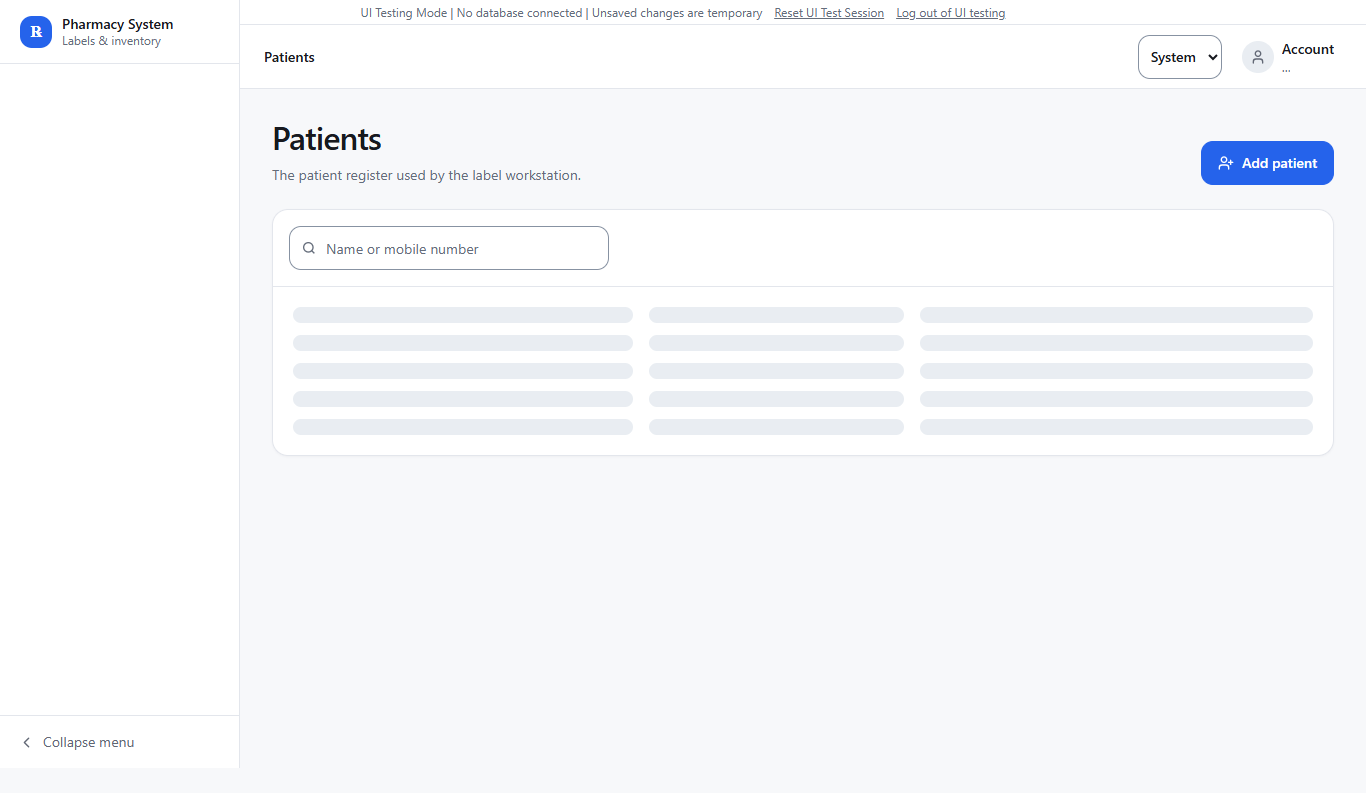 Pharmacy System
Labels & inventory
UI Testing Mode | No database connected | Unsaved changes are temporary Reset UI Test Session Log out of UI testing
Patients
System
Account
...
Patients
The patient register used by the label workstation.
Add patient
Name or mobile number
Collapse menu